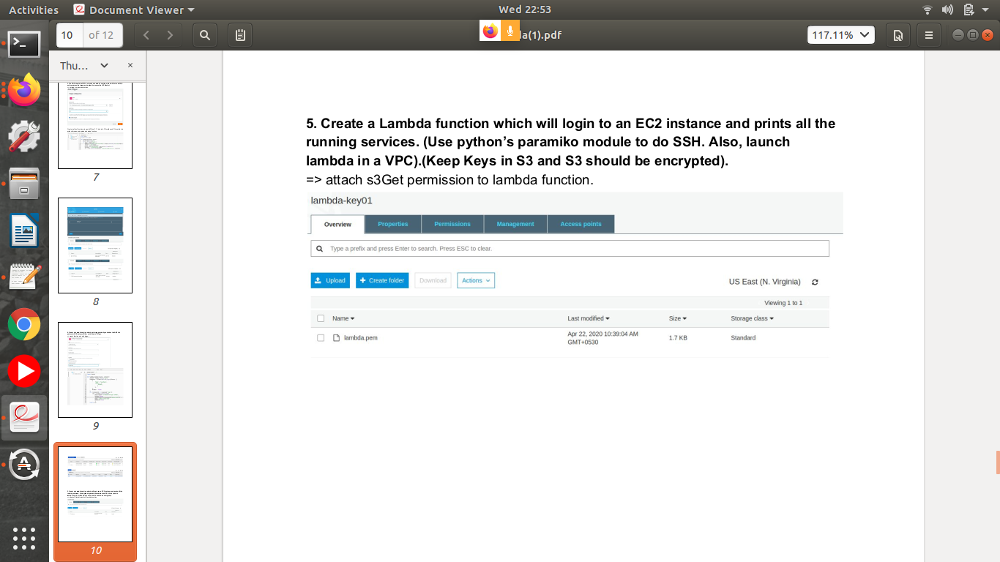 Activities
Document Viewer
Wed 22:53
10
of 12
la(1).pdf
117.11%
Thu...
7
8
9
10
5. Create a Lambda function which will login to an EC2 instance and prints all the
running services. (Use python’s paramiko module to do SSH. Also, launch
lambda in a VPC).(Keep Keys in S3 and S3 should be encrypted).
=> attach s3Get permission to lambda function.
lambda-key01
Overview
Properties
Permissions
Management
Access points
Type a prefix and press Enter to search. Press ESC to clear.
Upload
Create folder
Download
Actions
US East (N. Virginia)
Viewing 1 to 1
Name
Last modified
Size
Storage class
lambda.pem
Apr 22, 2020 10:39:04 AM
GMT+0530
1.7 KB
Standard